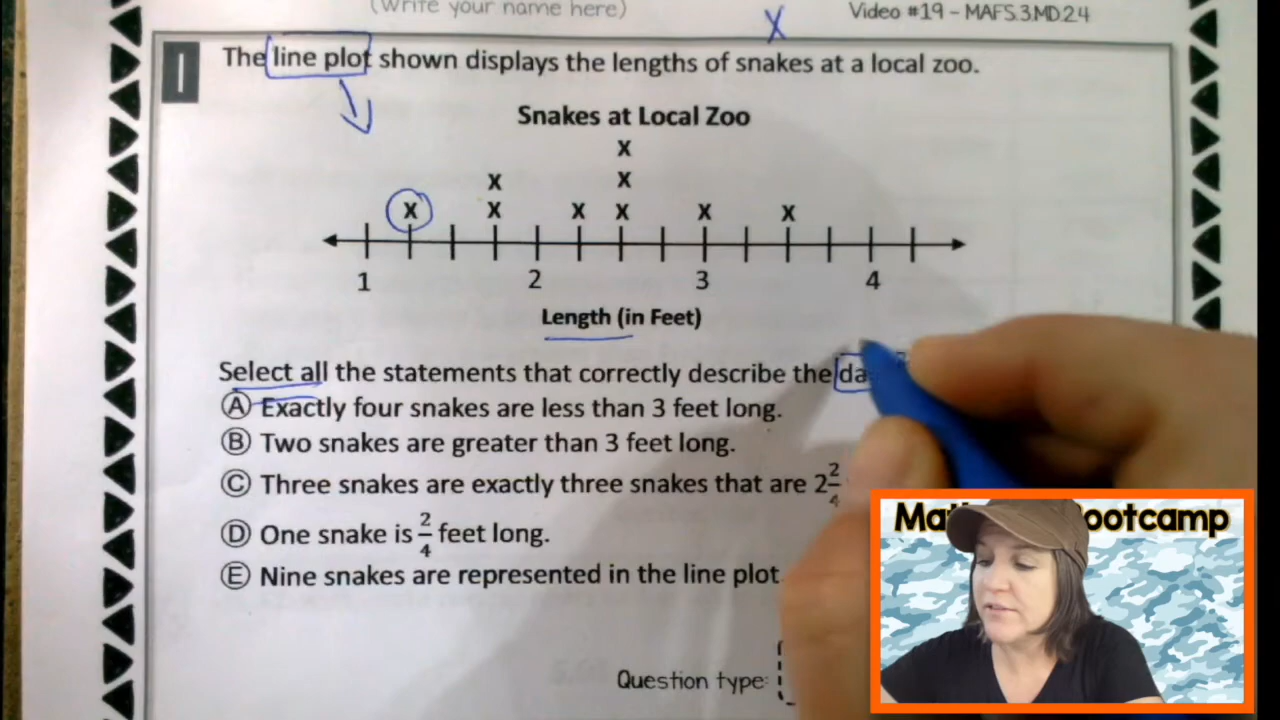 (Write your name here)
Video #19 – MAFS.3.MD.2.4
X
1
The line plot shown displays the lengths of snakes at a local zoo.
Snakes at Local Zoo
X
X X
X X X X X X
1 2 3 4
Length (in Feet)
Select all the statements that correctly describe the
Ⓐ Exactly four snakes are less than 3 feet long.
Ⓑ Two snakes are greater than 3 feet long.
Ⓒ Three snakes are exactly three snakes that are 2 2/4
Ⓓ One snake is 2/4 feet long.
Ⓔ Nine snakes are represented in the line plot.
Question type: